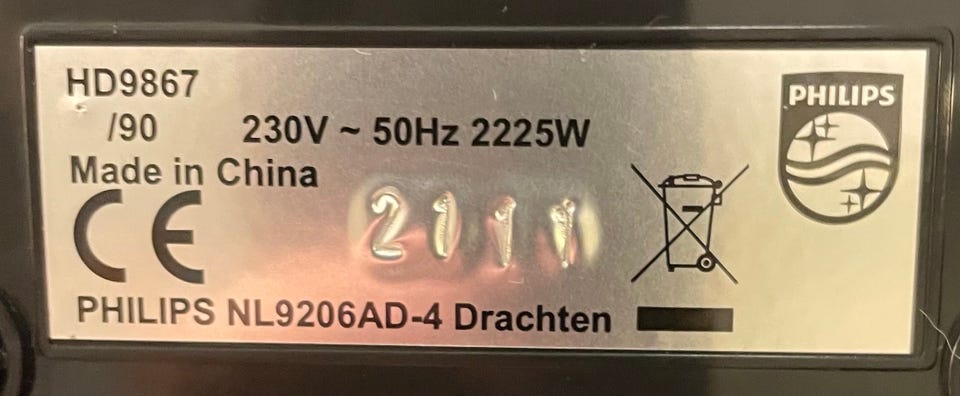 HD9867
/90 230V ~ 50Hz 2225W
Made in China
CE
2111
PHILIPS NL9206AD-4 Drachten
PHILIPS